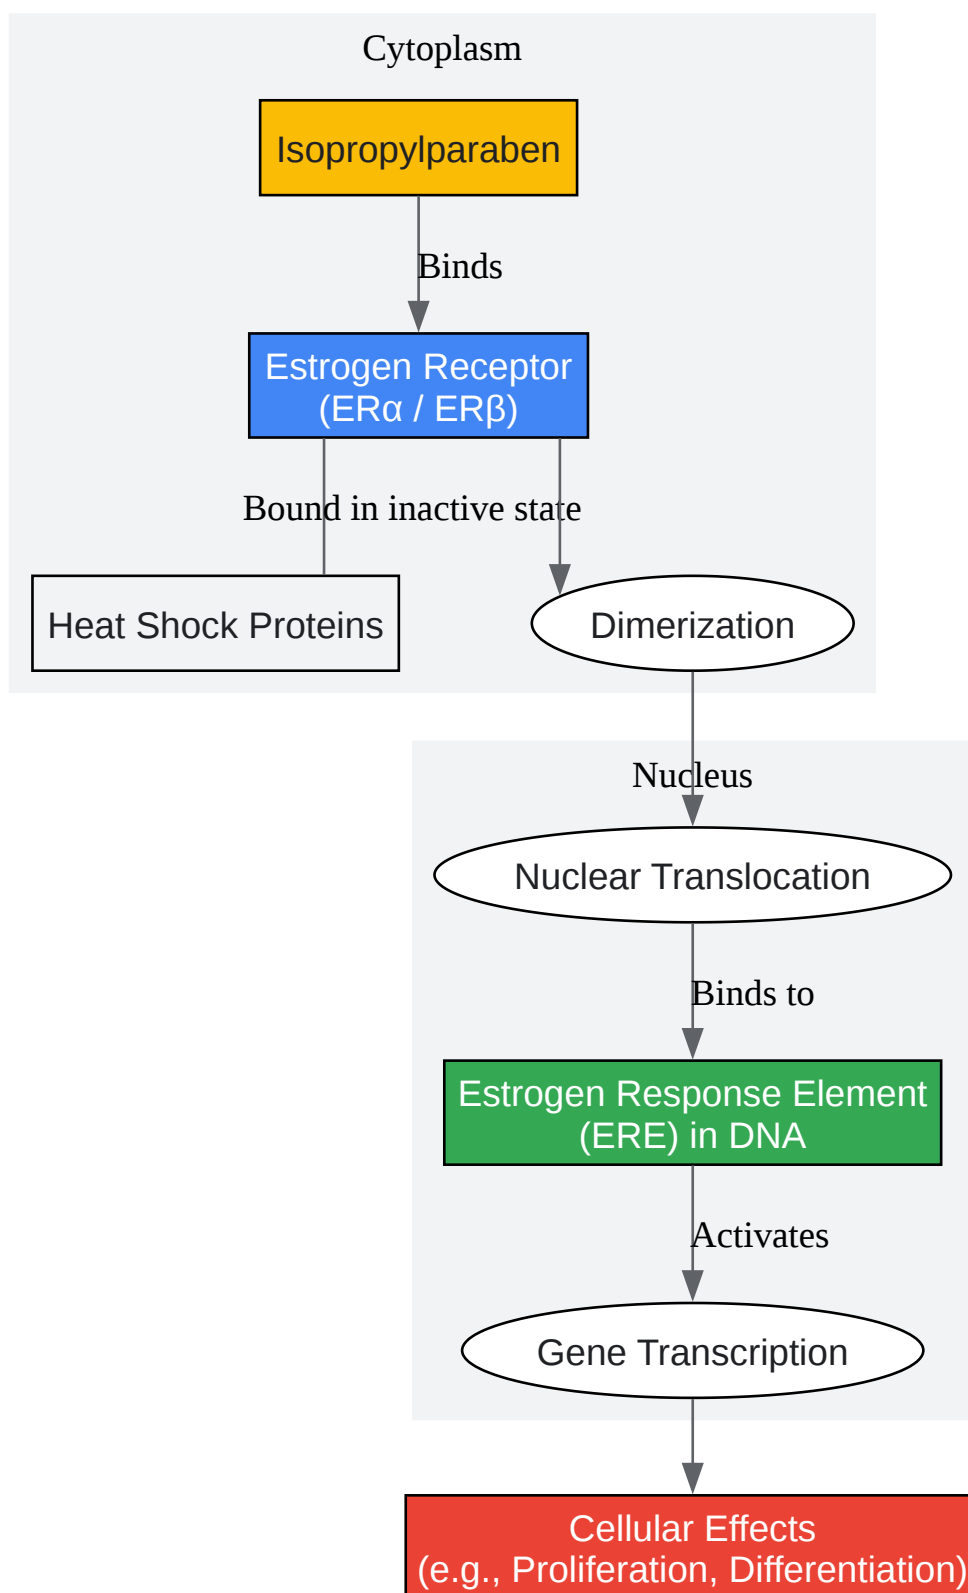 Cytoplasm
Isopropylparaben
Binds
Estrogen Receptor
(ERα / ERβ)
Bound in inactive state
Heat Shock Proteins
Dimerization
Nucleus
Nuclear Translocation
Binds to
Estrogen Response Element
(ERE) in DNA
Activates
Gene Transcription
Cellular Effects
(e.g., Proliferation, Differentiation)